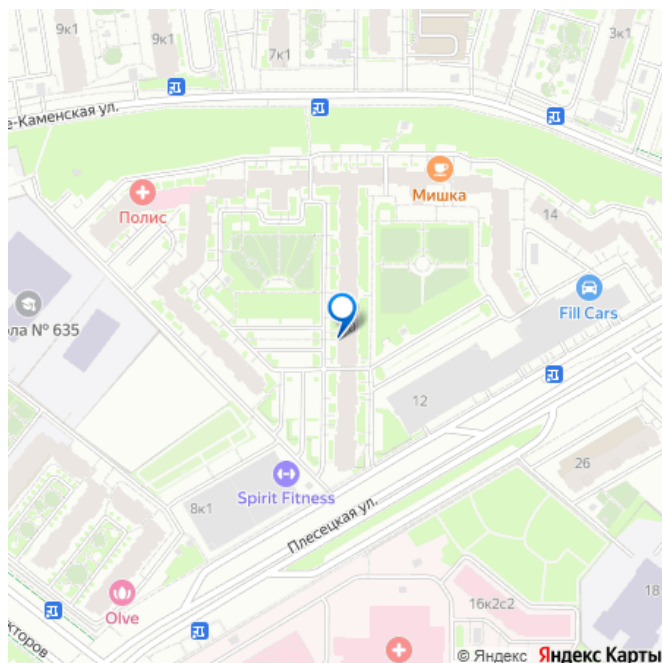 9к1
9к1
7к1
3к1
е-Каменская ул.
Полис
Мишка
14
Fill Cars
ола № 635
12
Spirit Fitness
8к1
Плесецкая ул.
26
Olve
16к2с2
18
кторов
© Яндекс Яндекс Карты